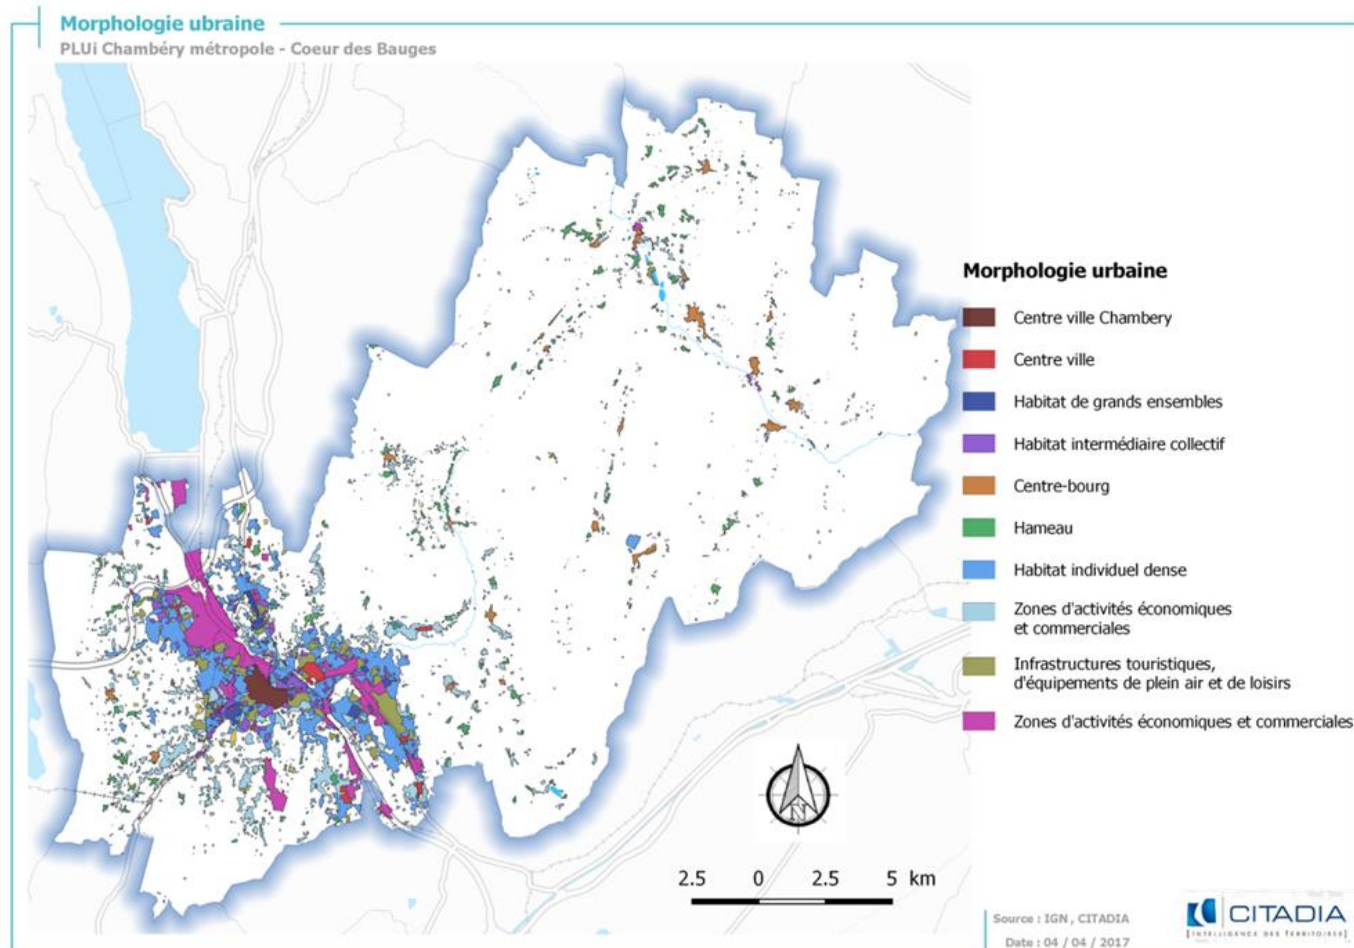 Morphologie ubraine
PLUi Chambéry métropole - Coeur des Bauges
Morphologie urbaine
Centre ville Chambery
Centre ville
Habitat de grands ensembles
Habitat intermédiaire collectif
Centre-bourg
Hameau
Habitat individuel dense
Zones d'activités économiques
et commerciales
Infrastructures touristiques,
d'équipements de plein air et de loisirs
Zones d'activités économiques et commerciales
N
2.5 0 2.5 5 km
Source : IGN, CITADIA
Date : 04 / 04 / 2017
CITADIA
[INTELLIGENCE DES TERRITOIRES]